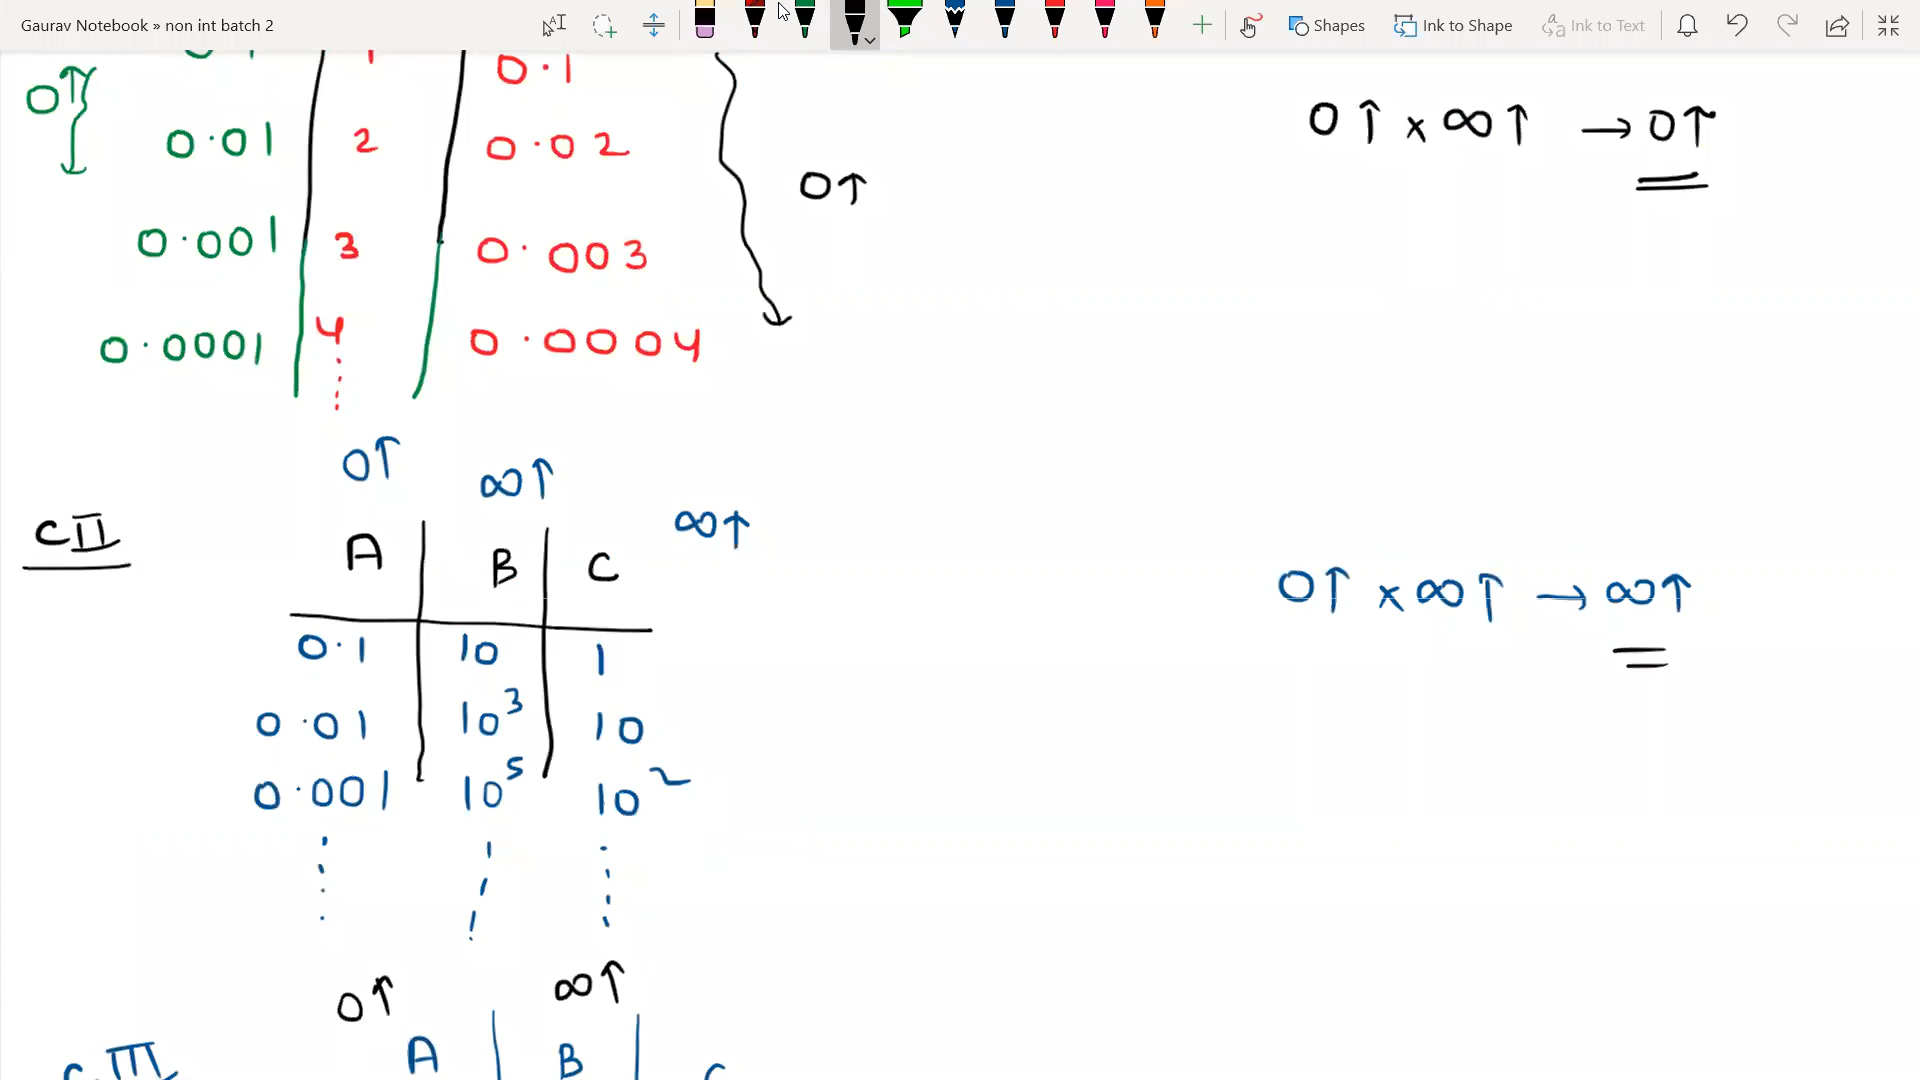 Gaurav Notebook » non int batch 2
Shapes
Ink to Shape
Ink to Text
0↑
0.1
0↑ × ∞↑ → 0↑
0.01 2 0.02
0↑
0.001 3 0.003
0.0001 4 0.0004
0↑ ∞↑
CII A B C ∞↑
0↑ × ∞↑ → ∞↑
0.1 10 1
0.01 10³ 10
0.001 10⁵ 10²
0↑ ∞↑
C III A B C